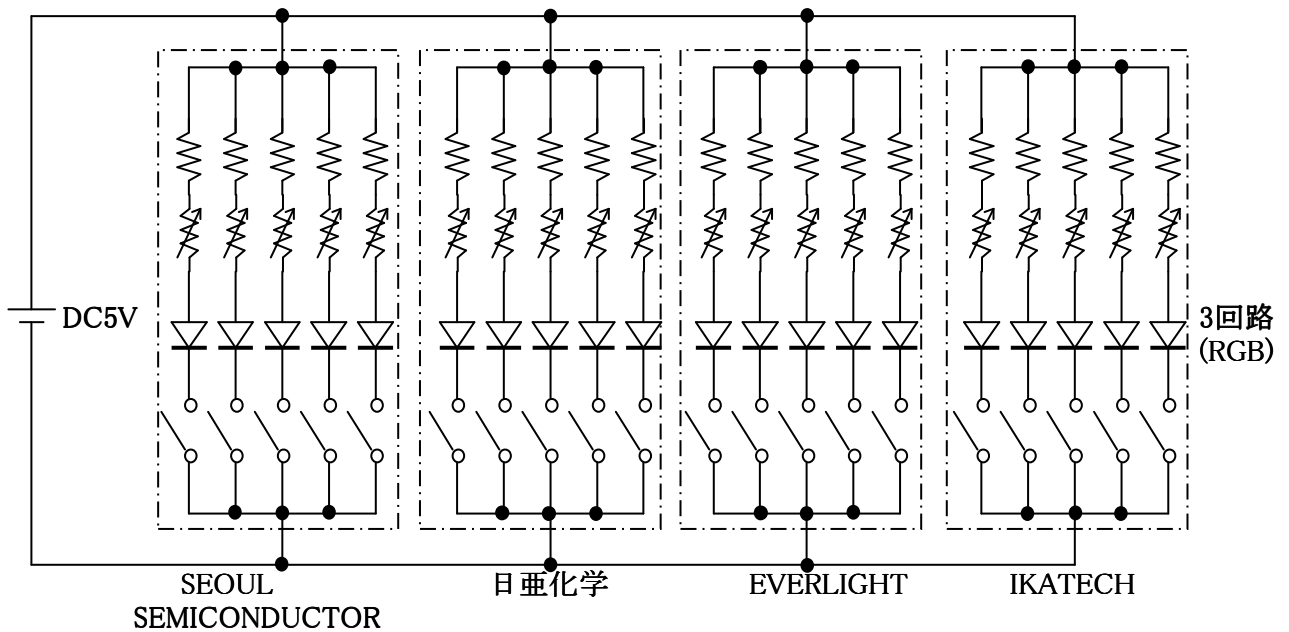 DC5V
3回路
(RGB)
SEOUL
SEMICONDUCTOR
日亜化学
EVERLIGHT
IKATECH